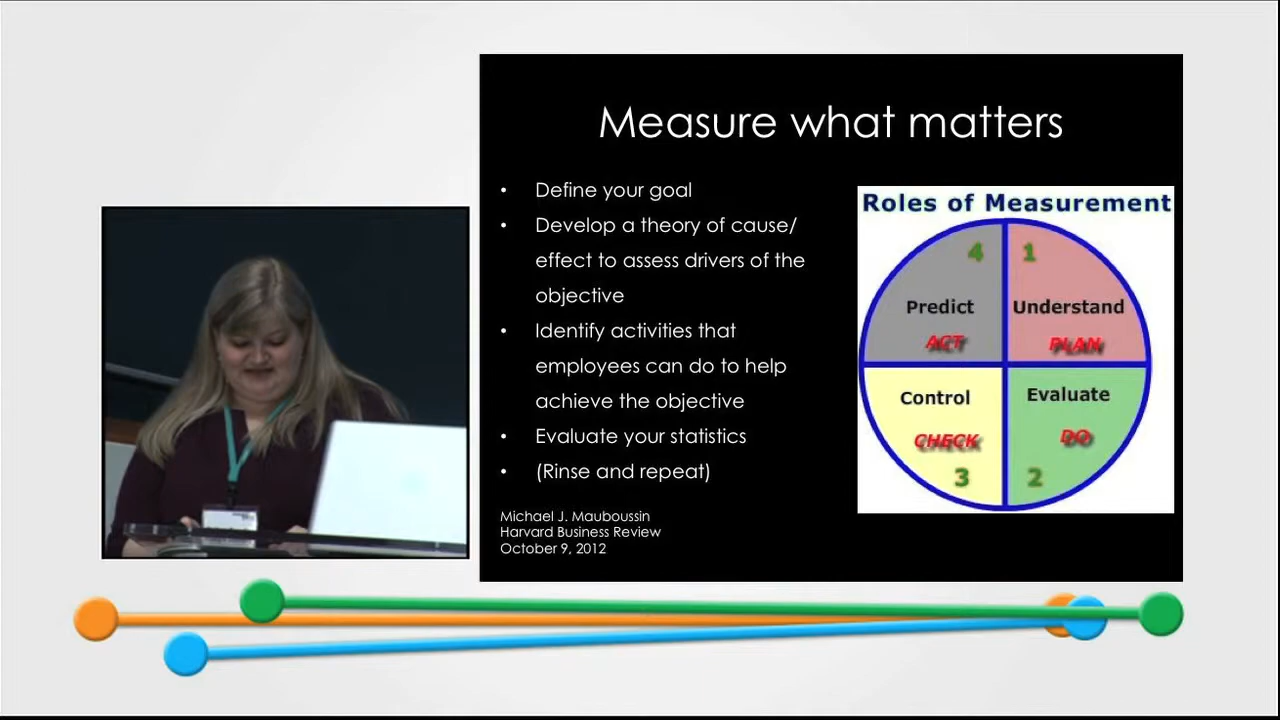 Measure what matters
• Define your goal
• Develop a theory of cause/
effect to assess drivers of the
objective
• Identify activities that
employees can do to help
achieve the objective
• Evaluate your statistics
• (Rinse and repeat)
Michael J. Mauboussin
Harvard Business Review
October 9, 2012
Roles of Measurement
4
Predict
ACT
1
Understand
PLAN
Control
CHECK
3
Evaluate
DO
2